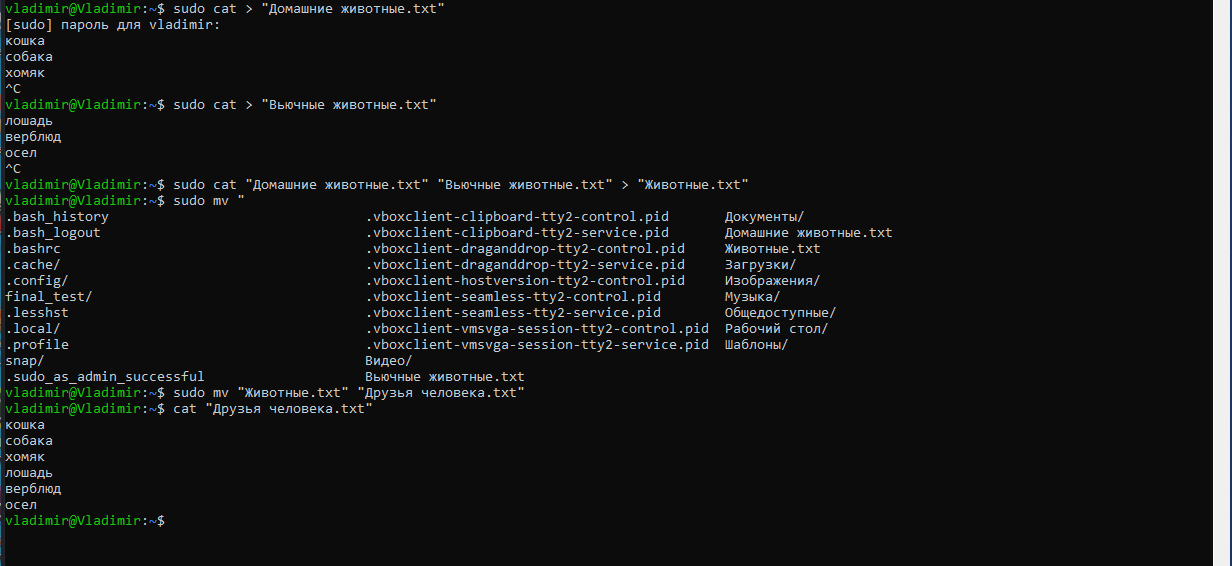 vladimir@Vladimir:~$ sudo cat > "Домашние животные.txt"
[sudo] пароль для vladimir:
кошка
собака
хомяк
^C
vladimir@Vladimir:~$ sudo cat > "Вьючные животные.txt"
лошадь
верблюд
осел
^C
vladimir@Vladimir:~$ sudo cat "Домашние животные.txt" "Вьючные животные.txt" > "Животные.txt"
vladimir@Vladimir:~$ sudo mv "
.bash_history .vboxclient-clipboard-tty2-control.pid Документы/
.bash_logout .vboxclient-clipboard-tty2-service.pid Домашние животные.txt
.bashrc .vboxclient-draganddrop-tty2-control.pid Животные.txt
.cache/ .vboxclient-draganddrop-tty2-service.pid Загрузки/
.config/ .vboxclient-hostversion-tty2-control.pid Изображения/
final_test/ .vboxclient-seamless-tty2-control.pid Музыка/
.lesshst .vboxclient-seamless-tty2-service.pid Общедоступные/
.local/ .vboxclient-vmsvga-session-tty2-control.pid Рабочий стол/
.profile .vboxclient-vmsvga-session-tty2-service.pid Шаблоны/
snap/ Видео/
.sudo_as_admin_successful Вьючные животные.txt
vladimir@Vladimir:~$ sudo mv "Животные.txt" "Друзья человека.txt"
vladimir@Vladimir:~$ cat "Друзья человека.txt"
кошка
собака
хомяк
лошадь
верблюд
осел
vladimir@Vladimir:~$